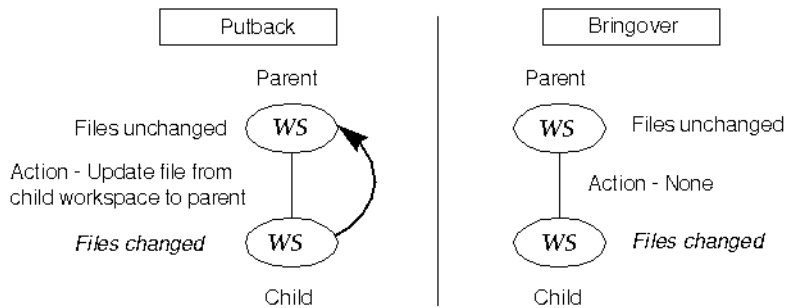 Putback
Parent
Files unchanged
WS
Action - Update file from
child workspace to parent
Files changed
WS
Child
Bringover
Parent
WS
Files unchanged
Action - None
WS
Files changed
Child